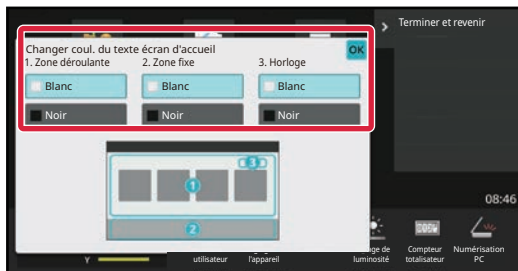 Terminer et revenir
Changer coul. du texte écran d'accueil
OK
1. Zone déroulante 2. Zone fixe 3. Horloge
Blanc Blanc Blanc
Noir Noir Noir
3
1
2
08:46
utilisateur l'appareil luminosité Compteur totalisateur Numérisation PC
Y